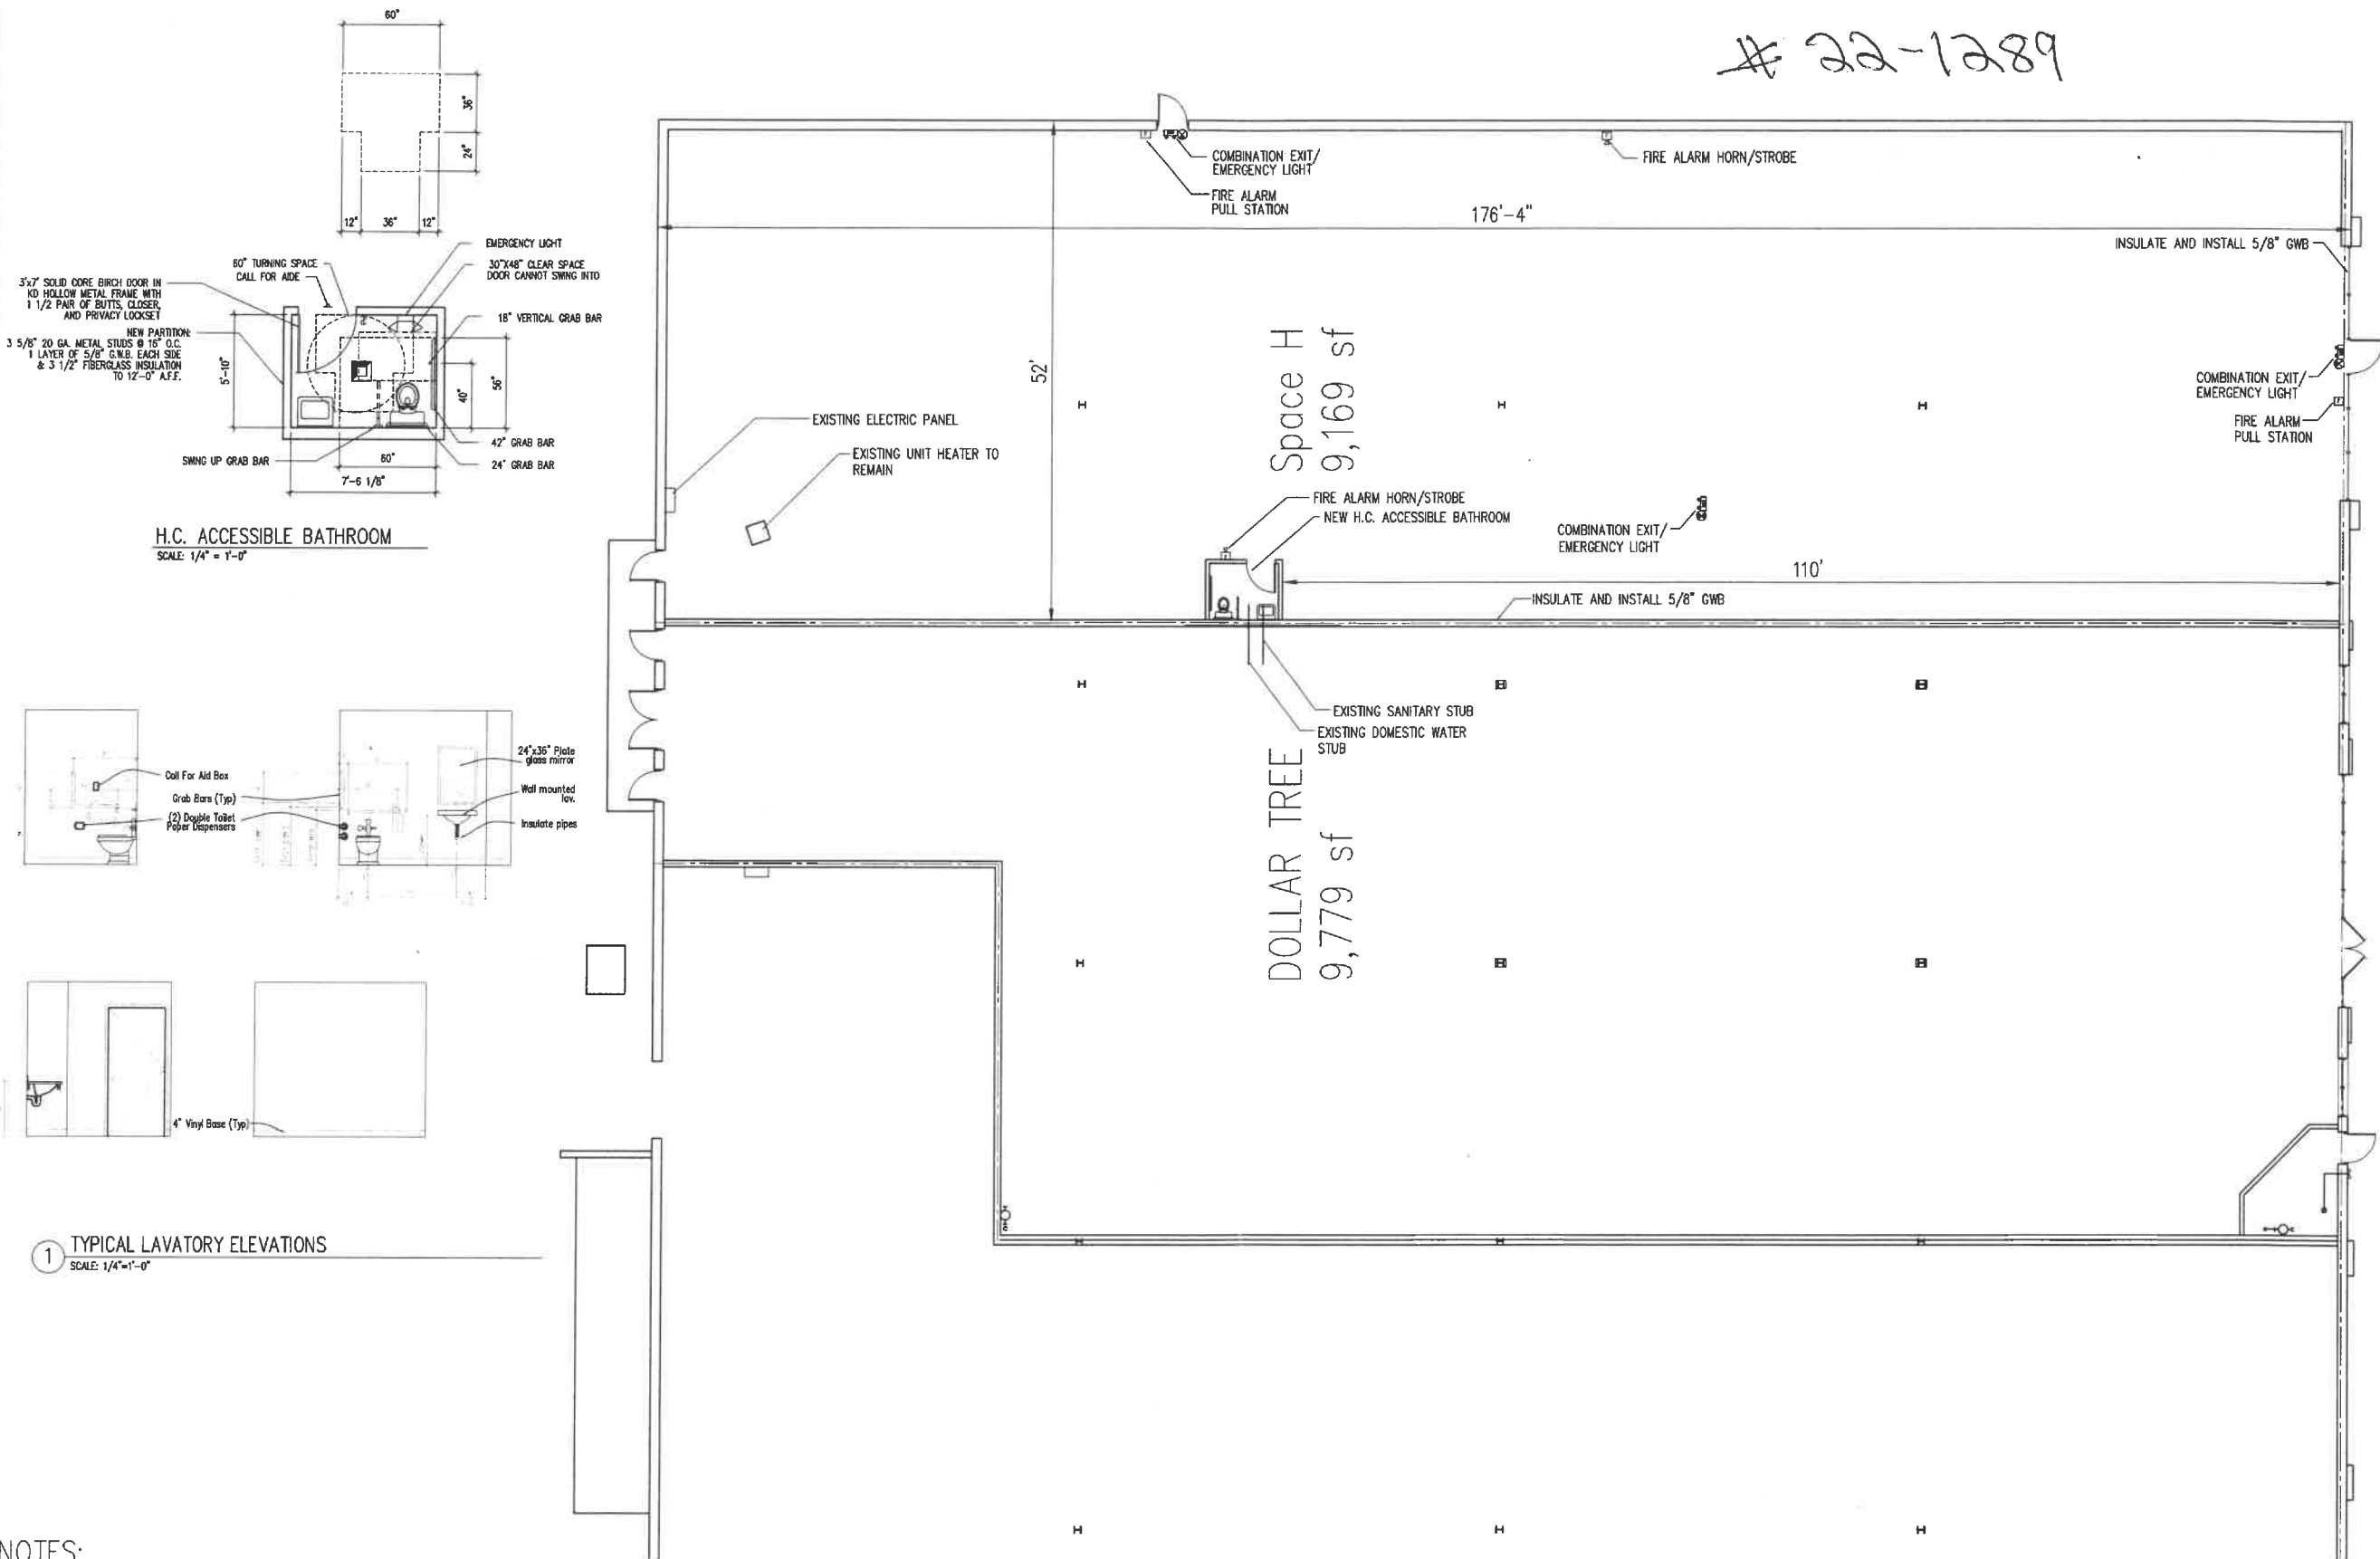 # 22-1289
60"
36"
24"
12"
36"
12"
EMERGENCY LIGHT
60" TURNING SPACE
CALL FOR AIDE
30"X48" CLEAR SPACE
DOOR CANNOT SWING INTO
3'x7' SOLID CORE BIRCH DOOR IN
KD HOLLOW METAL FRAME WITH
1 1/2 PAIR OF BUTTS, CLOSER,
AND PRIVACY LOCKSET
18" VERTICAL GRAB BAR
NEW PARTITION:
3 5/8" 20 GA. METAL STUDS @ 16" O.C.
1 LAYER OF 5/8" G.W.B. EACH SIDE
& 3 1/2" FIBERGLASS INSULATION
TO 12'-0" A.F.F.
5'-10"
40"
56"
42" GRAB BAR
SWING UP GRAB BAR
60"
24" GRAB BAR
7'-6 1/8"
H.C. ACCESSIBLE BATHROOM
SCALE: 1/4" = 1'-0"
Call For Aid Box
Grab Bars (Typ)
(2) Double Toilet
Paper Dispensers
24"x36" Plate
glass mirror
Wall mounted
lav.
Insulate pipes
4" Vinyl Base (Typ)
1
TYPICAL LAVATORY ELEVATIONS
SCALE: 1/4"=1'-0"
NOTES:
COMBINATION EXIT/
EMERGENCY LIGHT
FIRE ALARM
PULL STATION
FIRE ALARM HORN/STROBE
176'-4"
INSULATE AND INSTALL 5/8" GWB
52'
Space H
9,169 sf
COMBINATION EXIT/
EMERGENCY LIGHT
FIRE ALARM
PULL STATION
EXISTING ELECTRIC PANEL
EXISTING UNIT HEATER TO
REMAIN
FIRE ALARM HORN/STROBE
NEW H.C. ACCESSIBLE BATHROOM
COMBINATION EXIT/
EMERGENCY LIGHT
110'
INSULATE AND INSTALL 5/8" GWB
EXISTING SANITARY STUB
EXISTING DOMESTIC WATER
STUB
DOLLAR TREE
9,779 sf